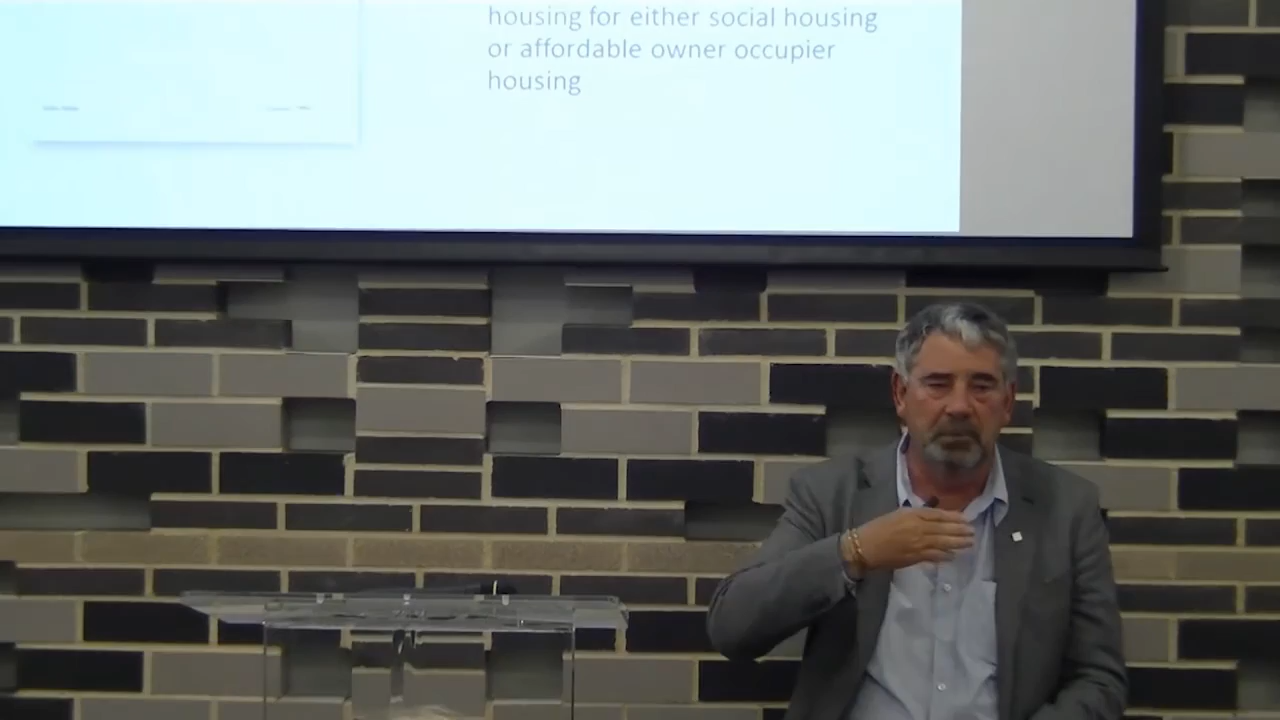 housing for either social housing
or affordable owner occupier
housing